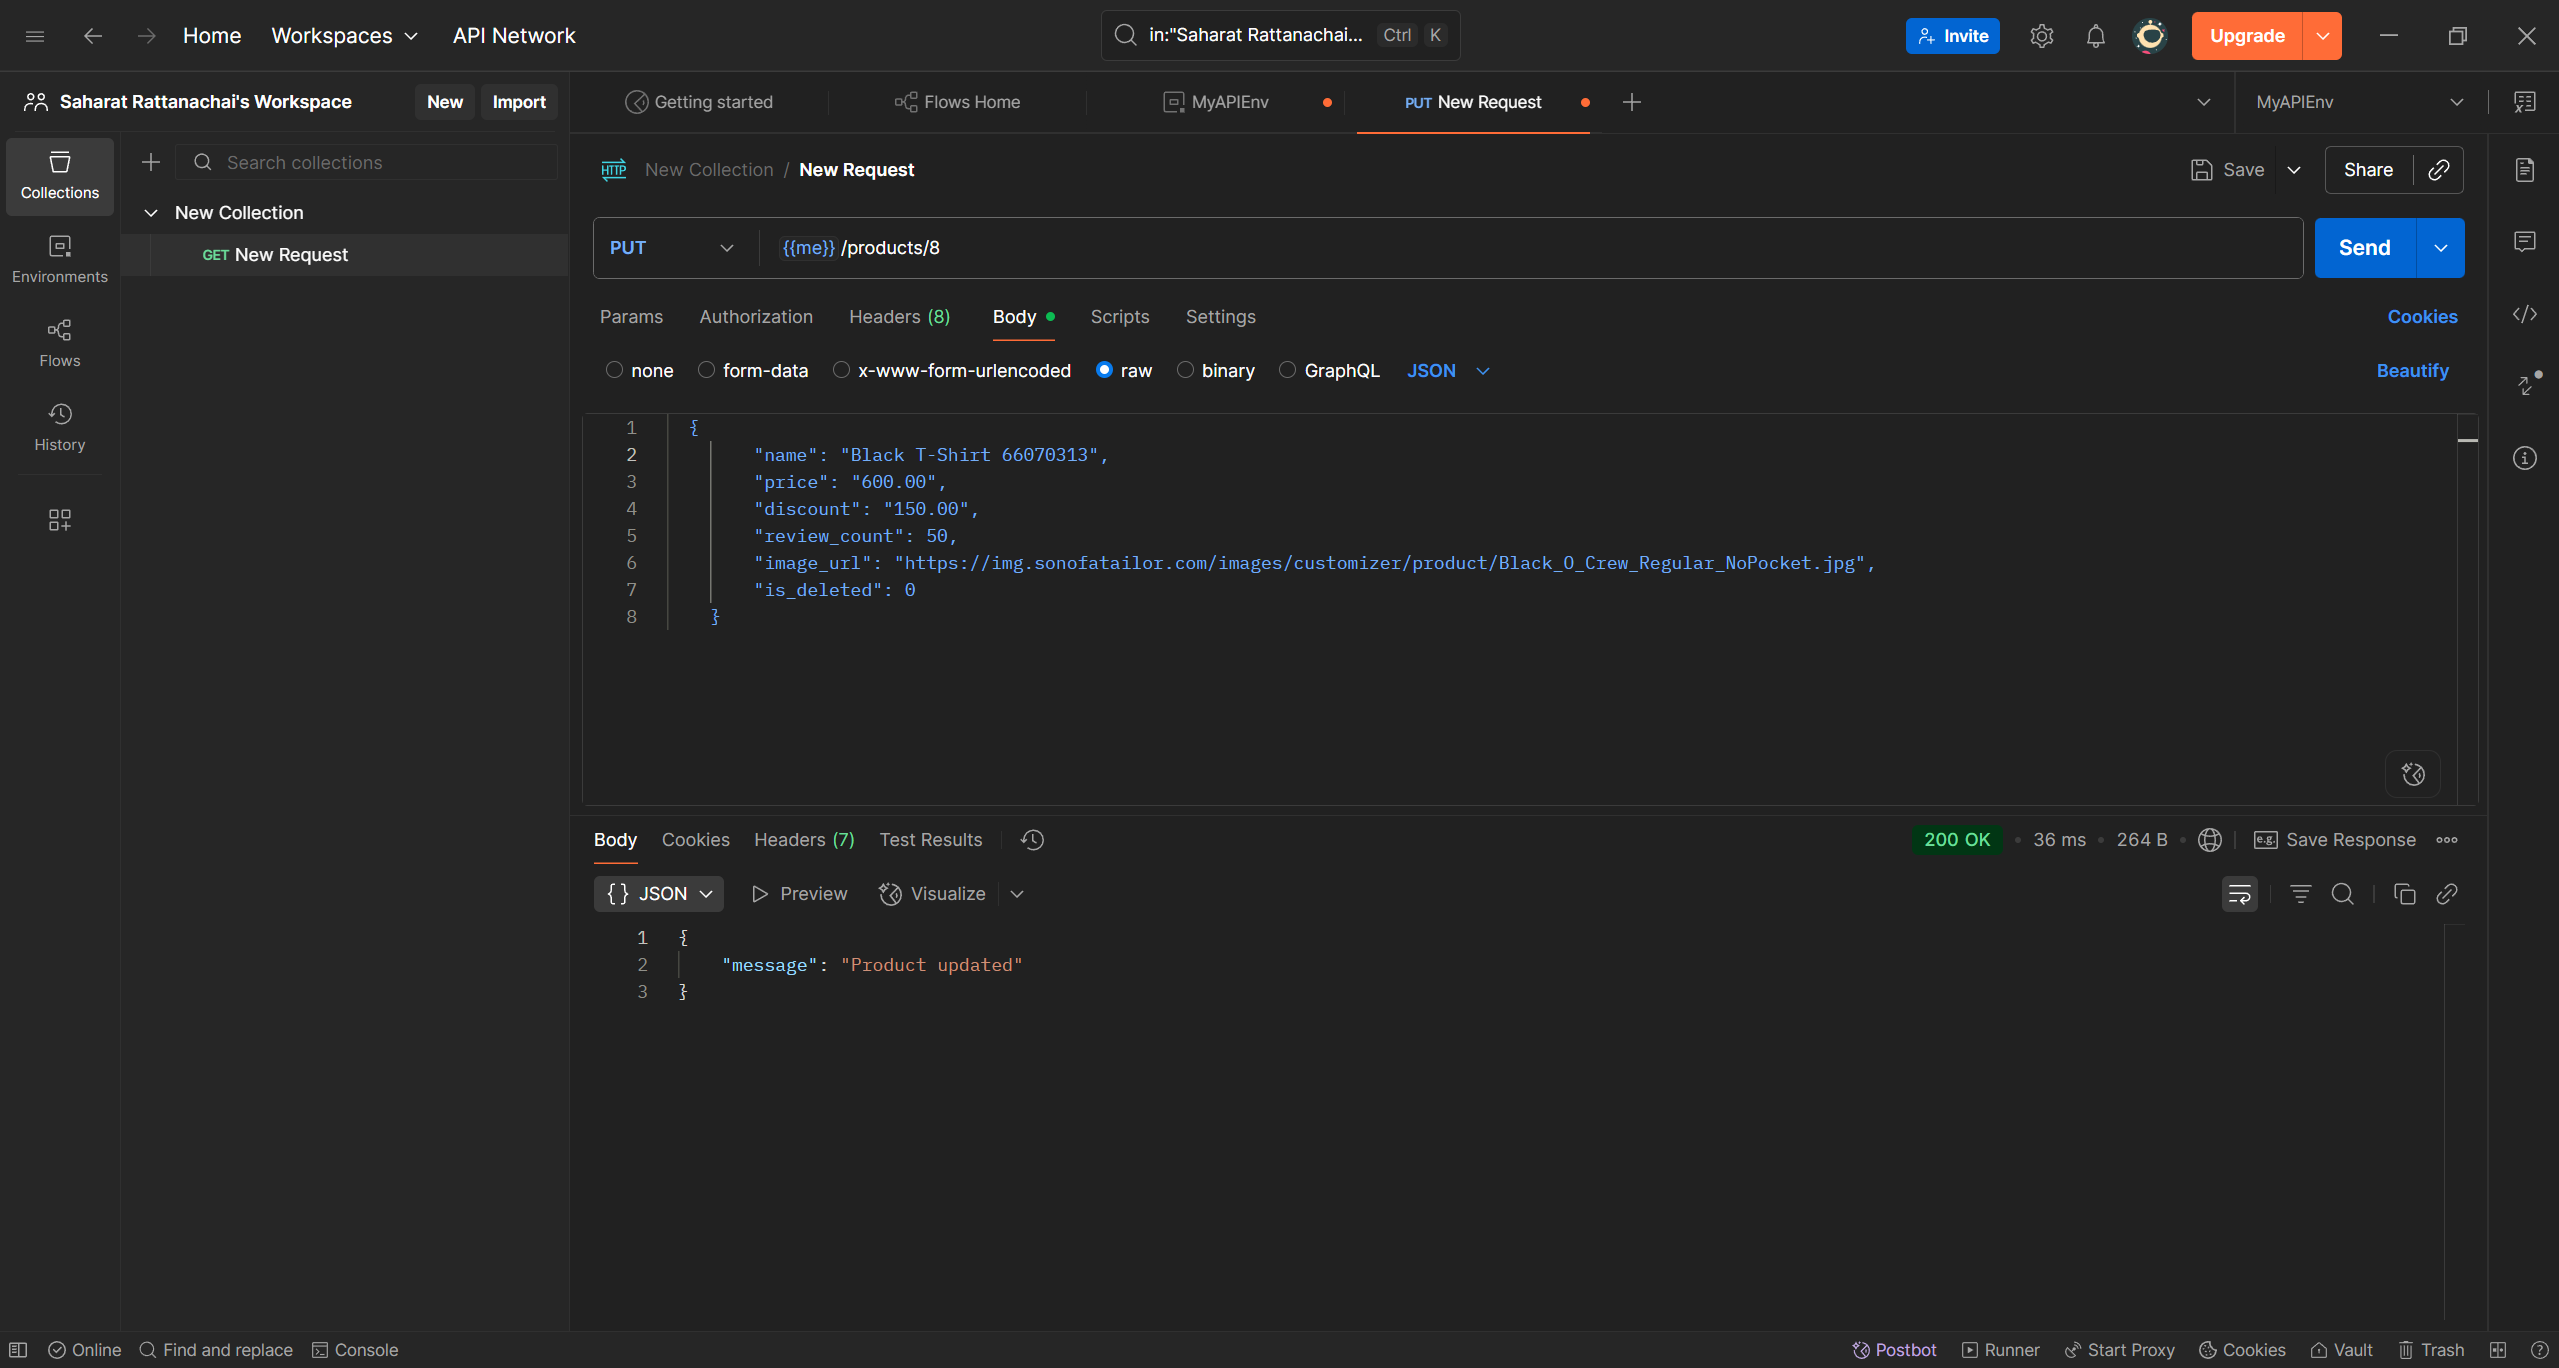 Home Workspaces API Network in:"Saharat Rattanachai... Ctrl K Invite Upgrade
Saharat Rattanachai's Workspace New Import
Getting started Flows Home MyAPIEnv PUT New Request MyAPIEnv
Collections
Environments
Flows
History
Search collections
New Collection
GET New Request
HTTP New Collection / New Request Save Share
PUT {{me}} /products/8 Send
Params Authorization Headers (8) Body Scripts Settings Cookies
none form-data x-www-form-urlencoded raw binary GraphQL JSON Beautify
1 {
2 "name": "Black T-Shirt 66070313",
3 "price": "600.00",
4 "discount": "150.00",
5 "review_count": 50,
6 "image_url": "https://img.sonofatailor.com/images/customizer/product/Black_O_Crew_Regular_NoPocket.jpg",
7 "is_deleted": 0
8 }
Body Cookies Headers (7) Test Results 200 OK 36 ms 264 B e.g. Save Response
{} JSON Preview Visualize
1 {
2 "message": "Product updated"
3 }
Online Find and replace Console Postbot Runner Start Proxy Cookies Vault Trash